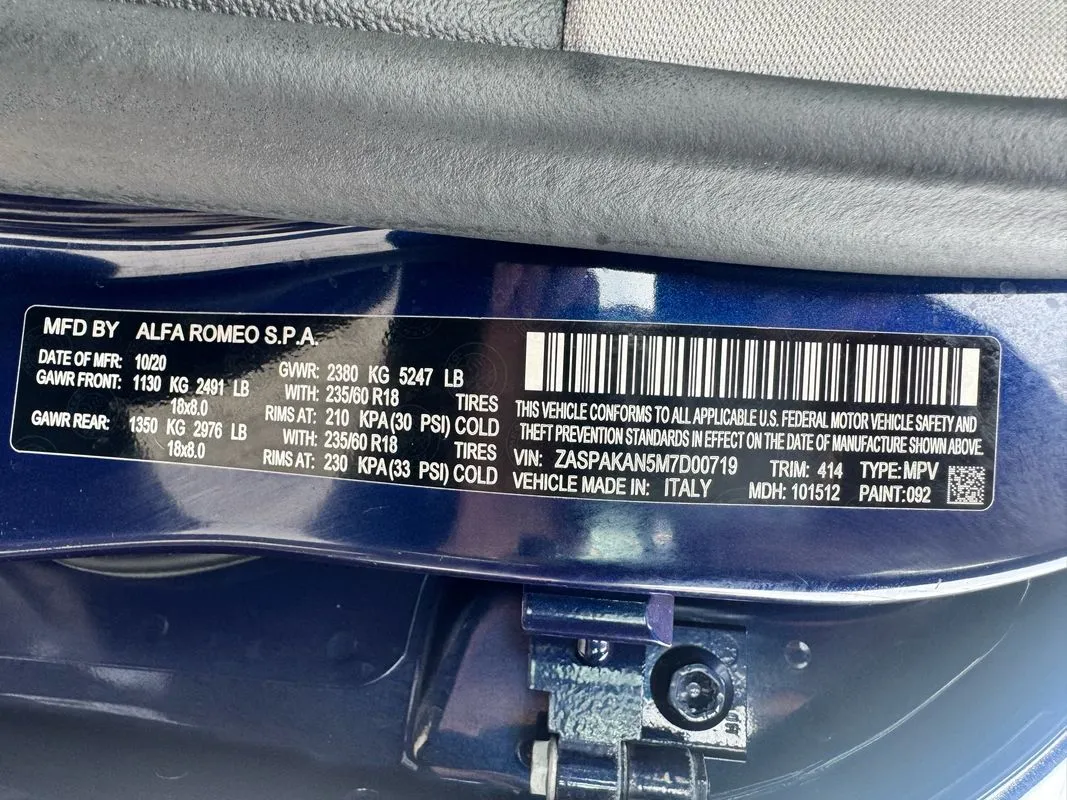 MFD BY ALFA ROMEO S.P.A.
DATE OF MFR: 10/20 GVWR: 2380 KG 5247 LB
GAWR FRONT: 1130 KG 2491 LB WITH: 235/60 R18 TIRES
18x8.0 RIMS AT: 210 KPA(30 PSI) COLD
GAWR REAR: 1350 KG 2976 LB WITH: 235/60 R18 TIRES
18x8.0 RIMS AT: 230 KPA(33 PSI) COLD
THIS VEHICLE CONFORMS TO ALL APPLICABLE U.S. FEDERAL MOTOR VEHICLE SAFETY AND
THEFT PREVENTION STANDARDS IN EFFECT ON THE DATE OF MANUFACTURE SHOWN ABOVE.
VIN: ZASPAKAN5M7D00719 TRIM: 414 TYPE: MPV
VEHICLE MADE IN: ITALY MDH: 101512 PAINT: 092